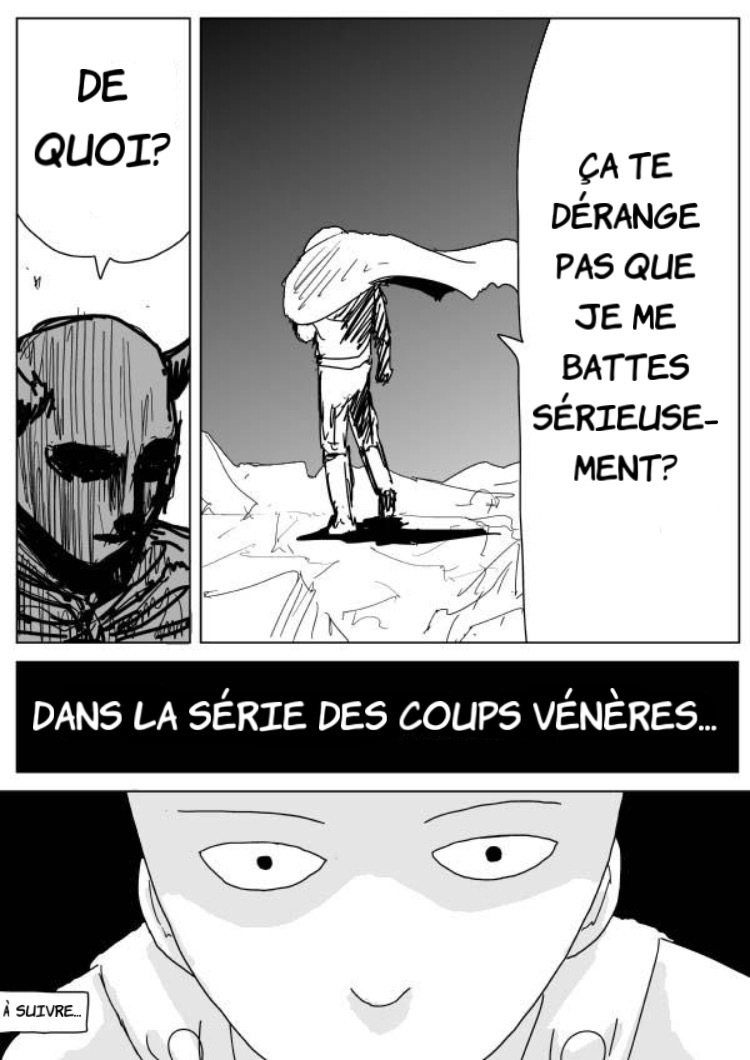 ÇA TE
DÉRANGE
PAS QUE
JE ME
BATTES
SÉRIEUSE-
MENT?
DE
QUOI?
DANS LA SÉRIE DES COUPS VÉNÈRES...
À SUIVRE...